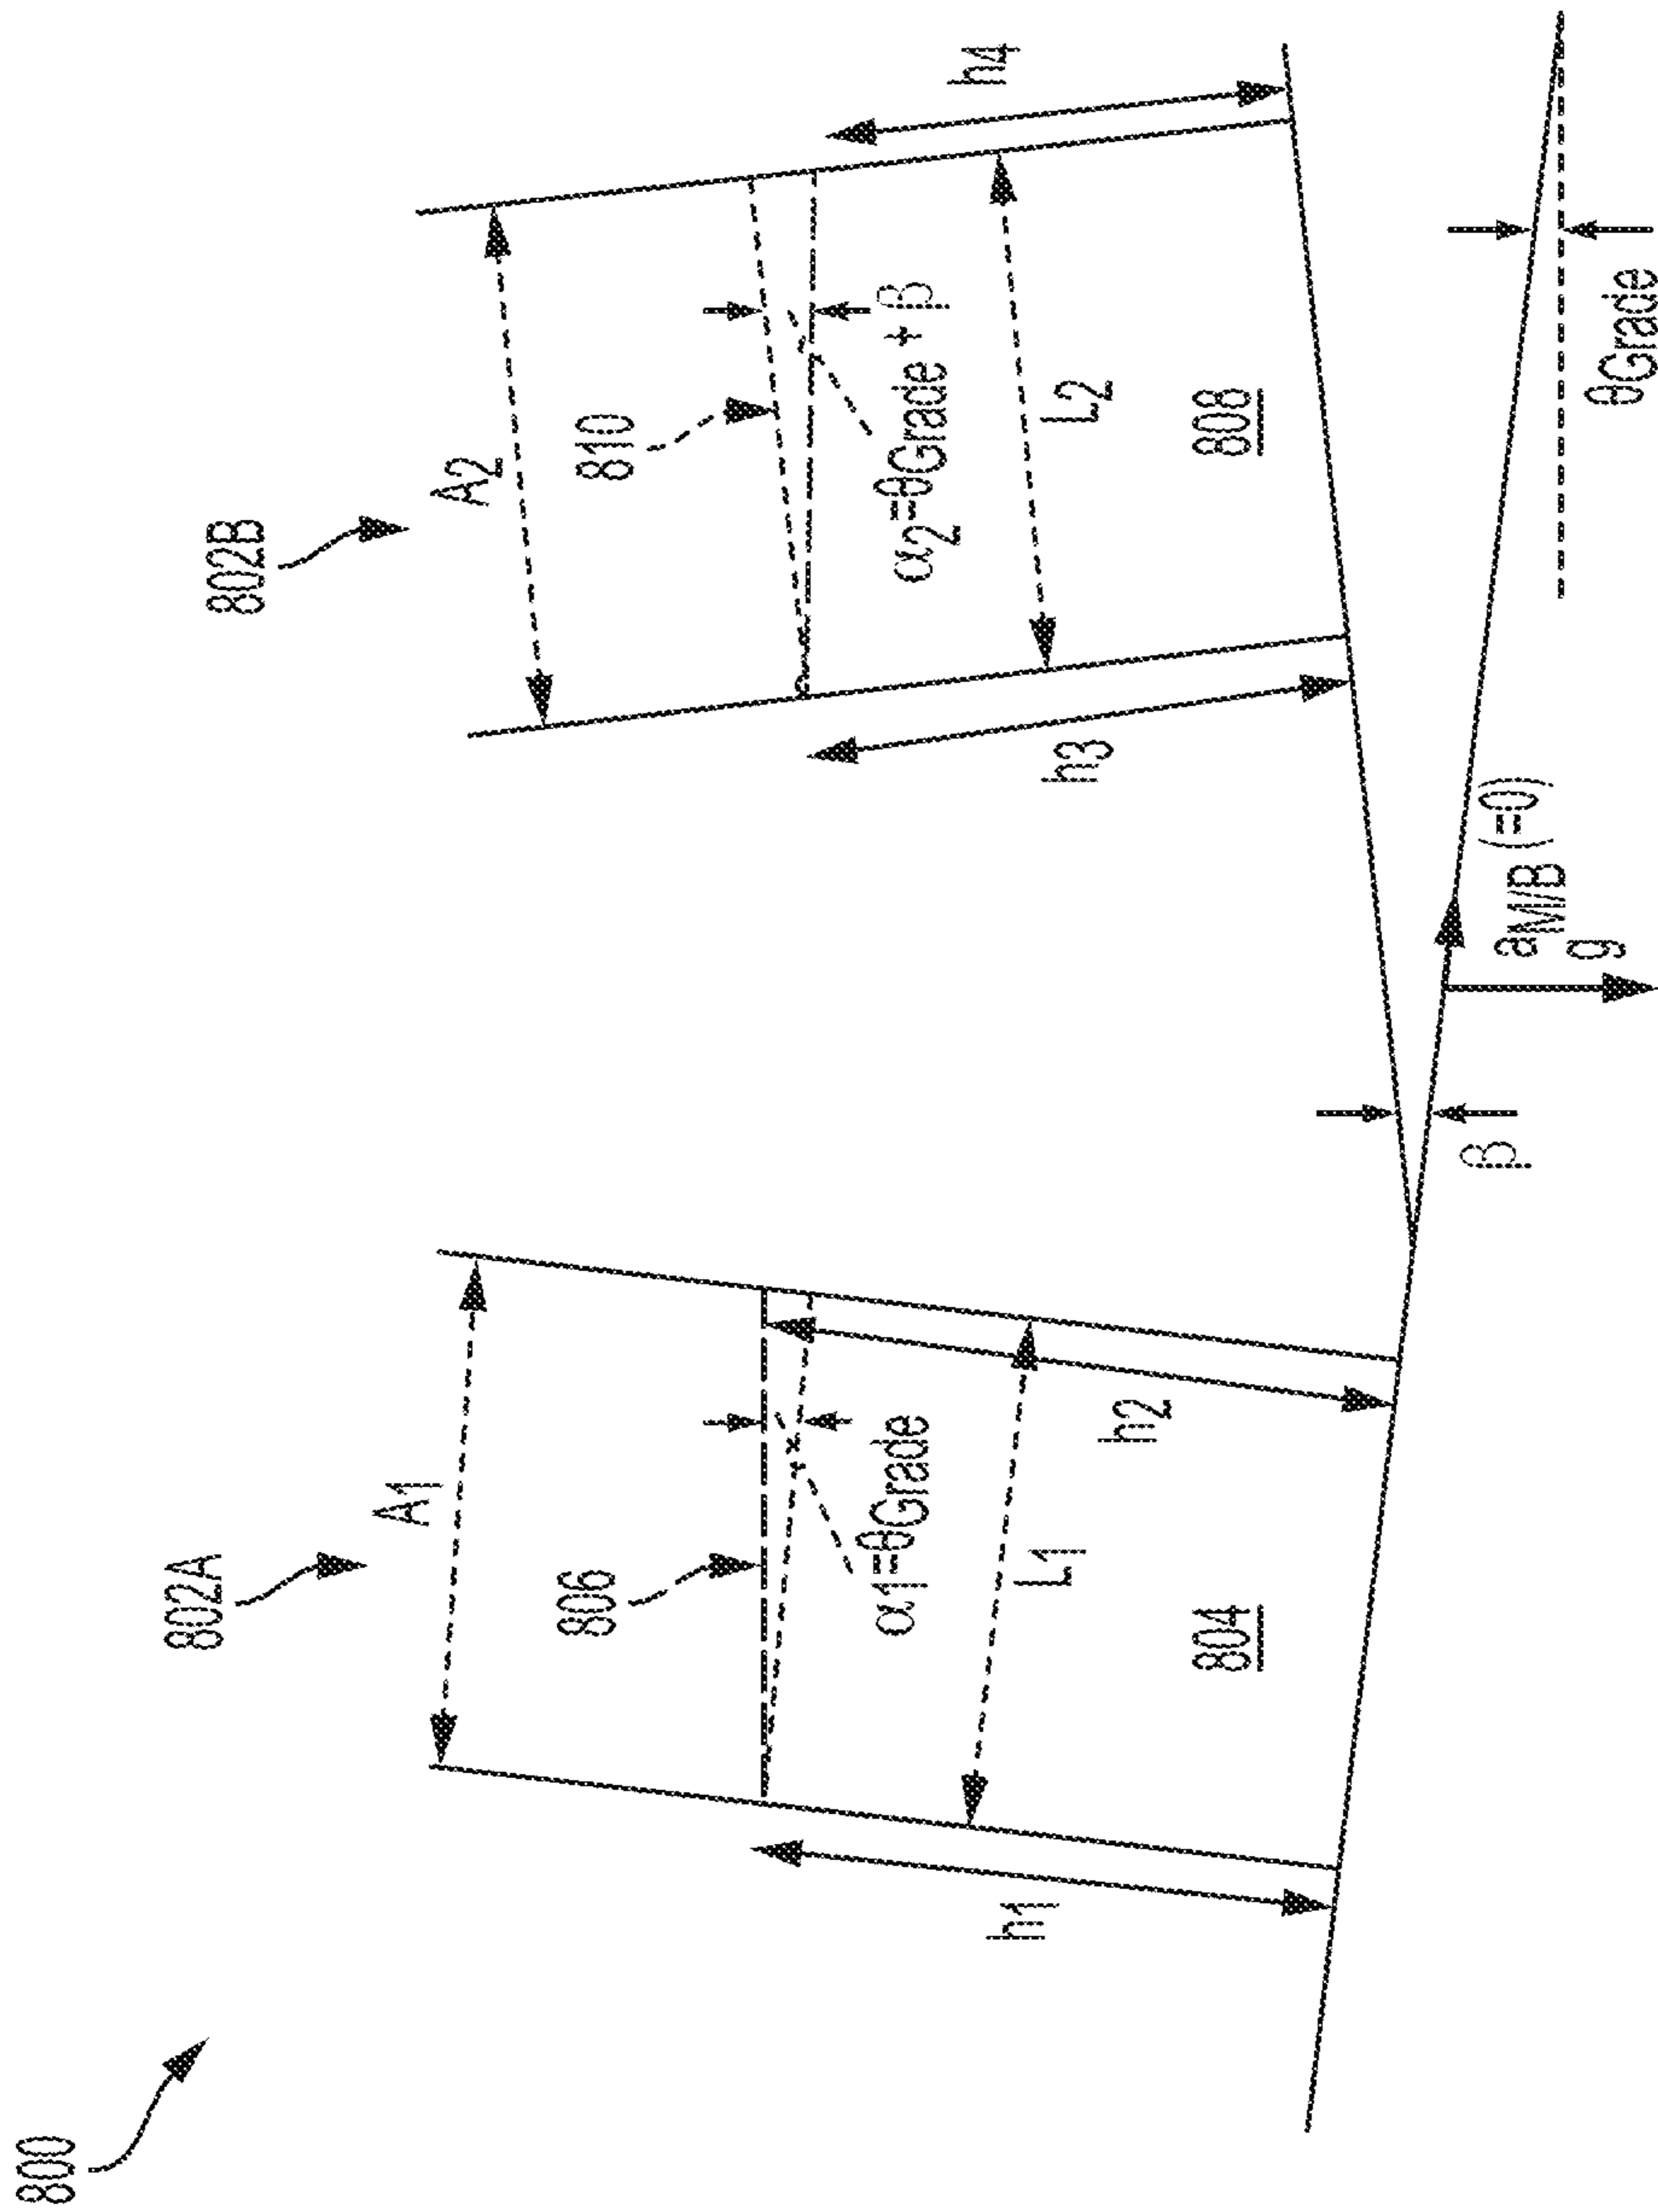 800
802A
A1
806
α1=θGrade
h1
L1
h2
804
802B
A2
810
α2=θGrade + β
h3
L2
h4
808
β
aM/B (=0)
g
θGrade